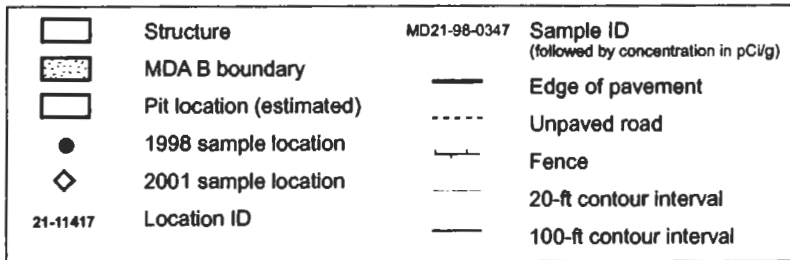 Structure
MDA B boundary
Pit location (estimated)
1998 sample location
2001 sample location
21-11417 Location ID
MD21-98-0347 Sample ID
(followed by concentration in pCi/g)
Edge of pavement
Unpaved road
Fence
20-ft contour interval
100-ft contour interval